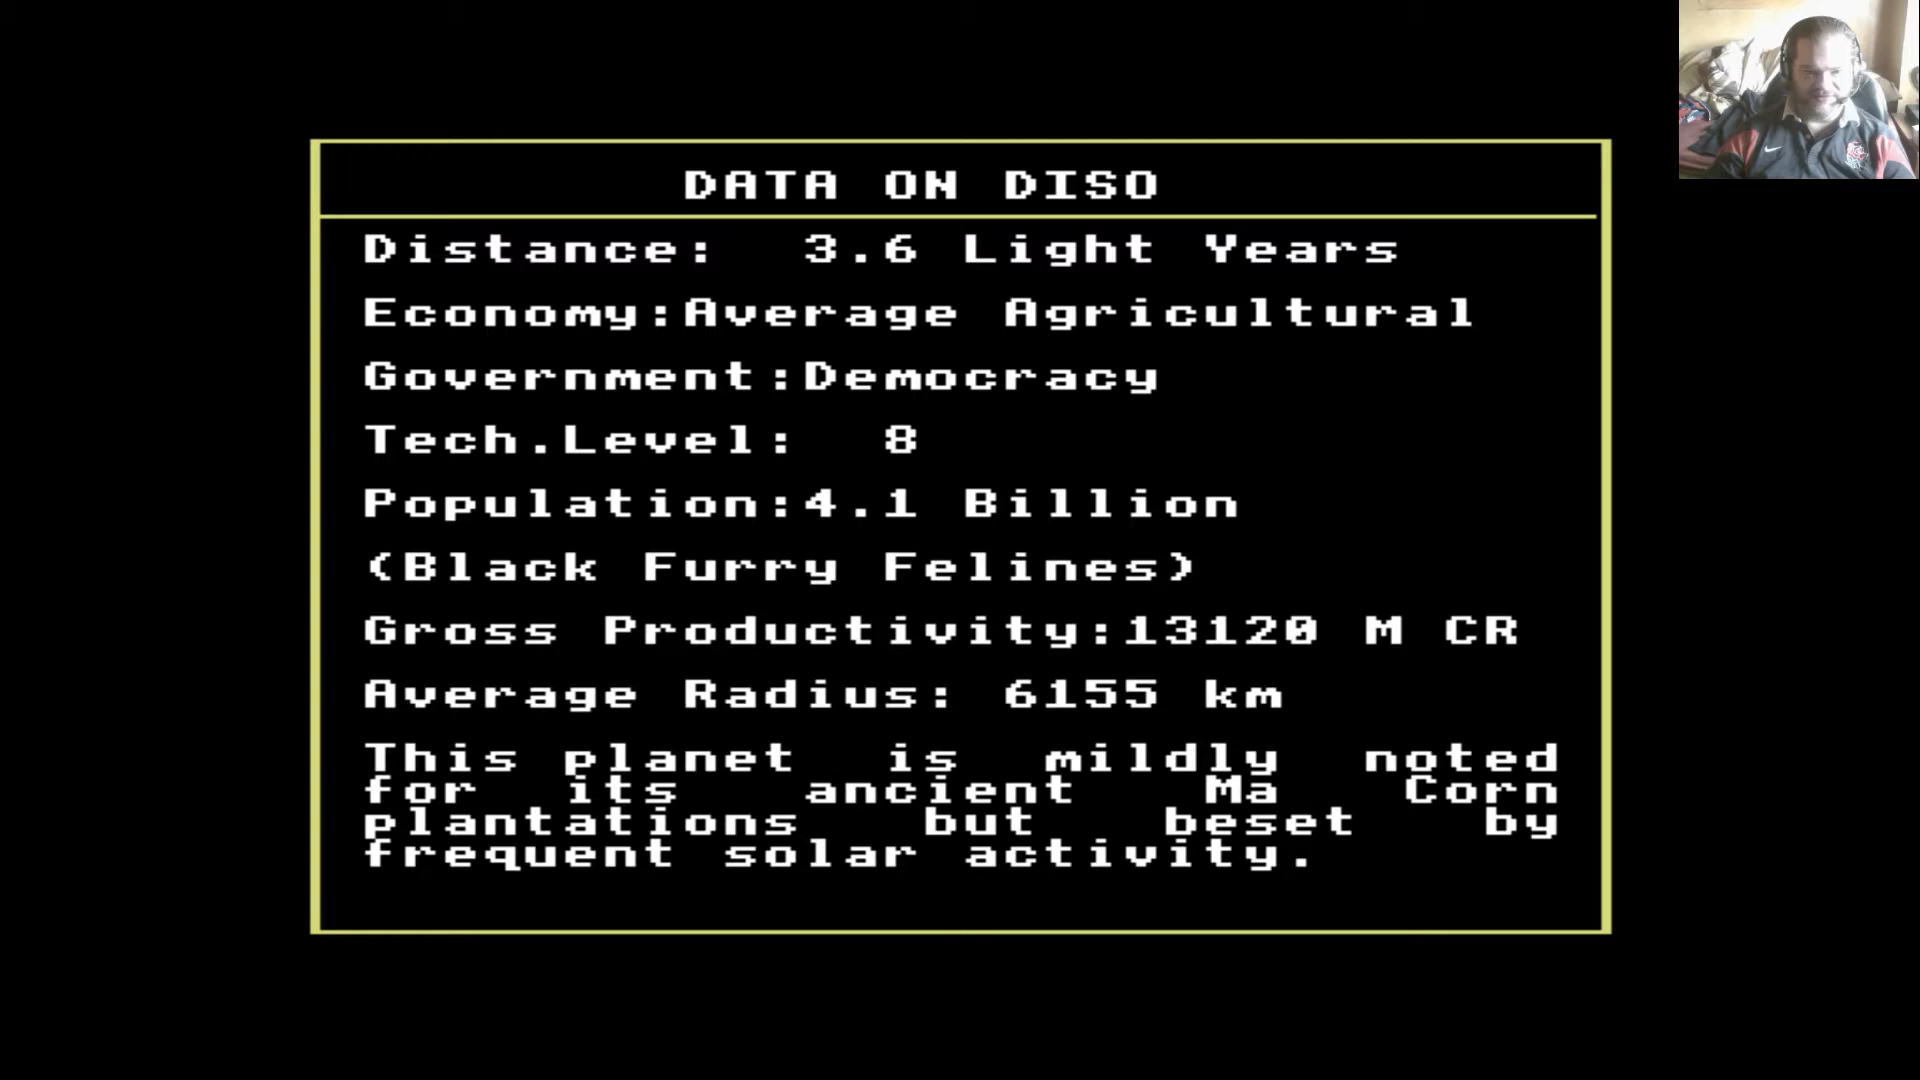 DATA ON DISO
Distance: 3.6 Light Years
Economy:Average Agricultural
Government:Democracy
Tech.Level: 8
Population:4.1 Billion
(Black Furry Felines)
Gross Productivity:13120 M CR
Average Radius: 6155 km
This planet is mildly noted
for its ancient Ma Corn
plantations but beset by
frequent solar activity.